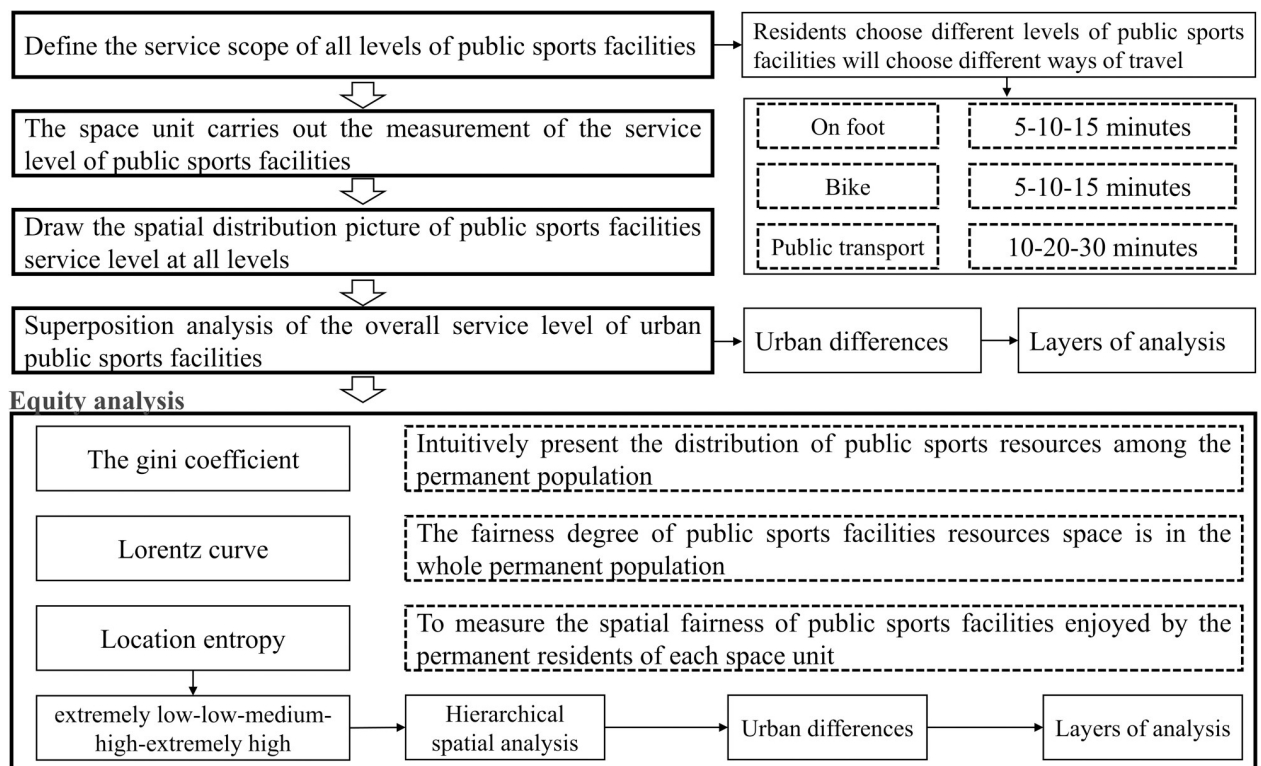 Define the service scope of all levels of public sports facilities
Residents choose different levels of public sports
facilities will choose different ways of travel
On foot
5-10-15 minutes
Bike
5-10-15 minutes
Public transport
10-20-30 minutes
The space unit carries out the measurement of the service
level of public sports facilities
Draw the spatial distribution picture of public sports facilities
service level at all levels
Superposition analysis of the overall service level of urban
public sports facilities
Urban differences
Layers of analysis
Equity analysis
The gini coefficient
Intuitively present the distribution of public sports resources among the
permanent population
Lorentz curve
The fairness degree of public sports facilities resources space is in the
whole permanent population
Location entropy
To measure the spatial fairness of public sports facilities enjoyed by the
permanent residents of each space unit
extremely low-low-medium-
high-extremely high
Hierarchical
spatial analysis
Urban differences
Layers of analysis